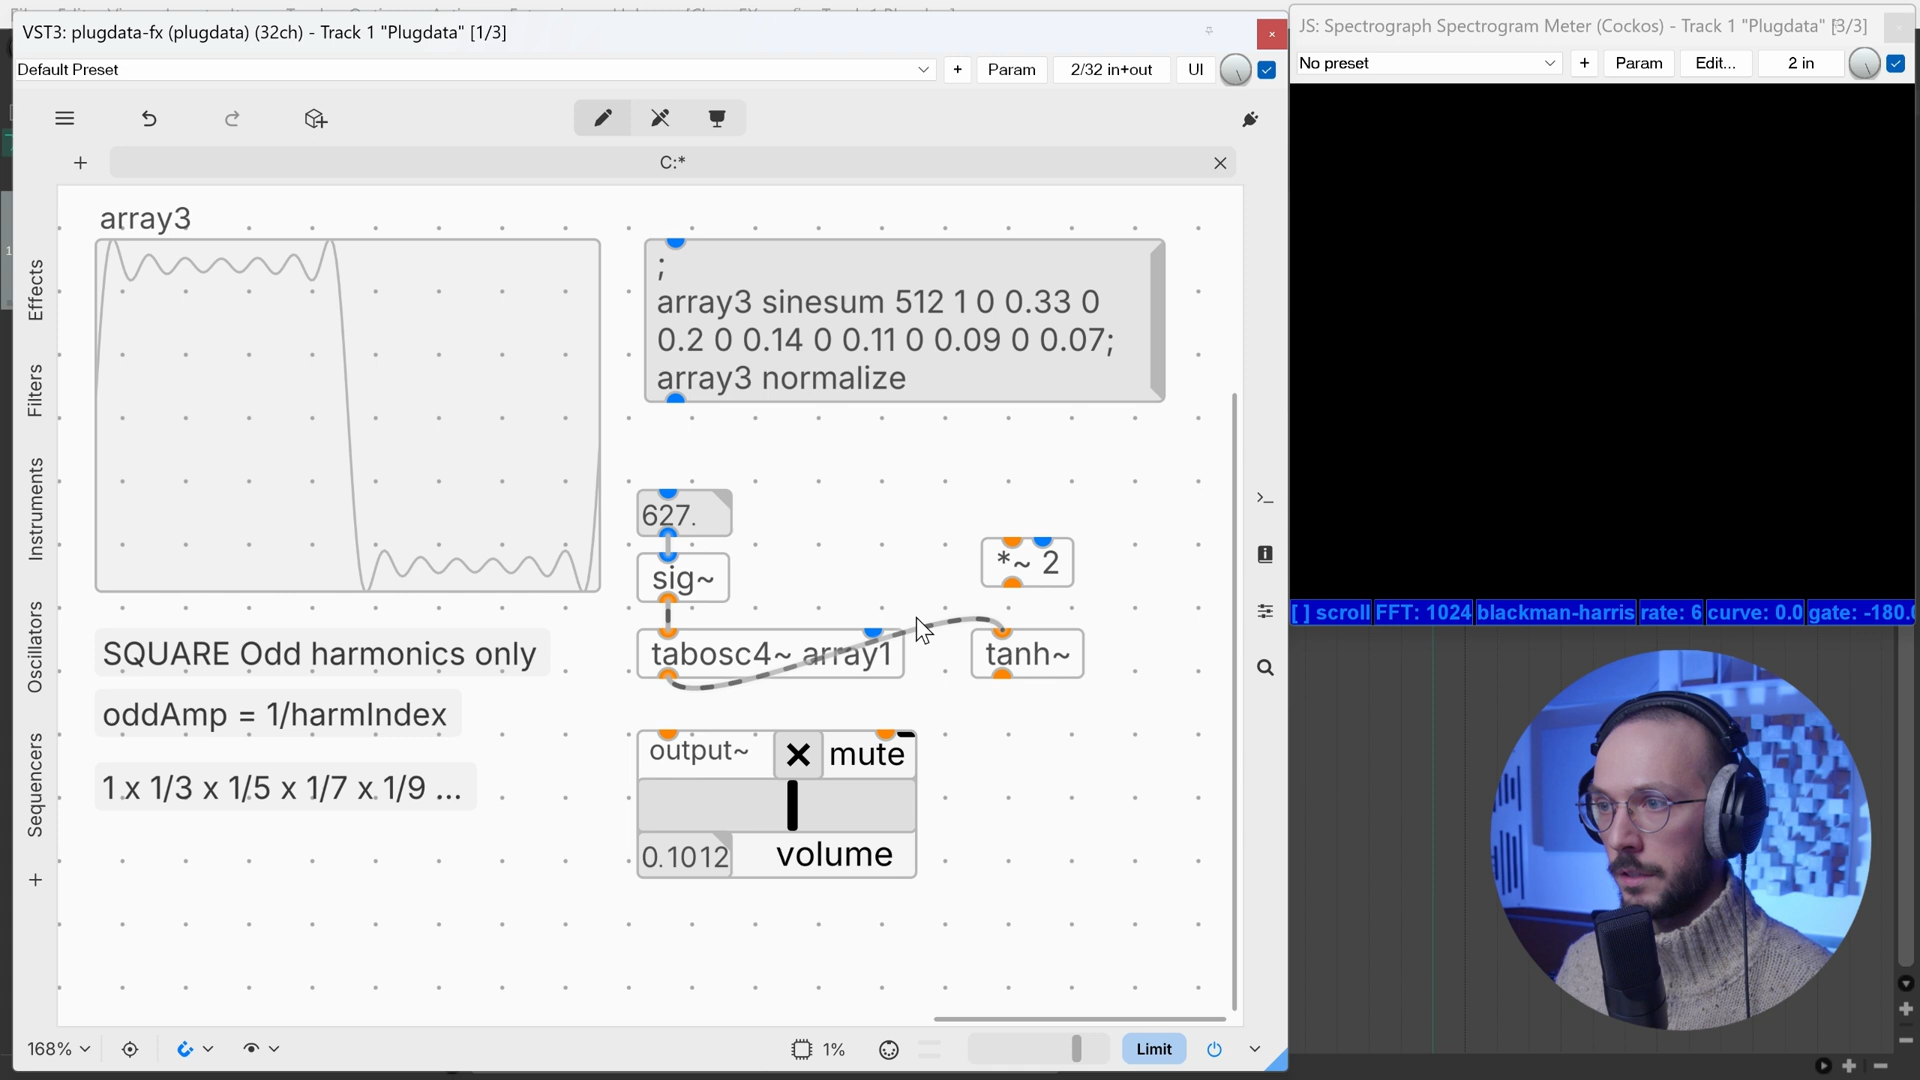 VST3: plugdata-fx (plugdata) (32ch) - Track 1 "Plugdata" [1/3]
Default Preset
+
Param
2/32 in+out
UI
C:*
Effects
Filters
Instruments
Oscillators
Sequencers
array3
;
array3 sinesum 512 1 0 0.33 0
0.2 0 0.14 0 0.11 0 0.09 0 0.07;
array3 normalize
627.
sig~
*~ 2
tabosc4~ array1
tanh~
output~
mute
0.1012
volume
SQUARE Odd harmonics only
oddAmp = 1/harmIndex
1 x 1/3 x 1/5 x 1/7 x 1/9 ...
168%
1%
Limit
JS: Spectrograph Spectrogram Meter (Cockos) - Track 1 "Plugdata" [3/3]
No preset
+
Param
Edit...
2 in
[ ] scroll FFT: 1024 blackman-harris rate: 6 curve: 0.0 gate: -180.0